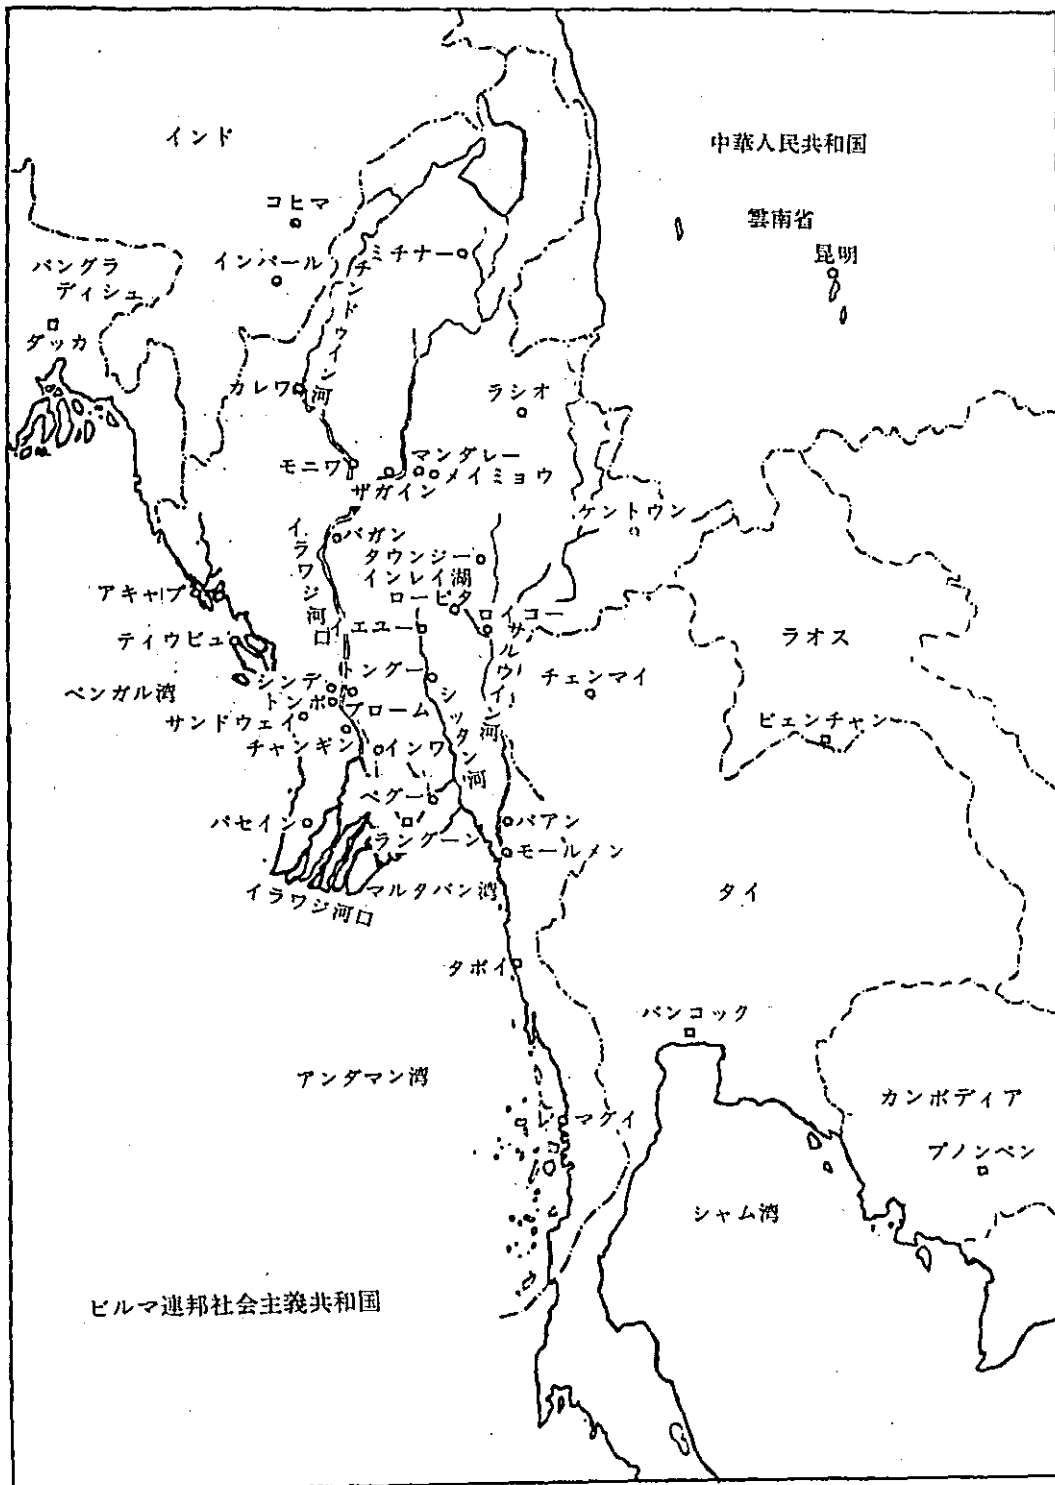 インド
中華人民共和国
雲南省
昆明
コヒマ
インパール
ミチナー
チンドウイン河
バングラ
ディシュ
ダッカ
カレワ
ラシオ
モニワ
マンダレー
メイミョウ
ザガイン
ケントウン
イラワジ河
パガン
タウンジー
インレイ湖
ローピタ
ロイコー
アキャブ
イエユー
サルウイン河
ティウビュ
ラオス
トングー
チェンマイ
シッタン河
ベンガル湾
シンデ
トンボ
プローム
サンドウェイ
ビェンチャン
チャンギン
インワ
ペグー
パセイン
ラングーン
パアン
モールメン
イラワジ河口
マルタバン湾
タイ
タボイ
バンコック
アンダマン湾
カンボディア
マグイ
プノンペン
シャム湾
ビルマ連邦社会主義共和国